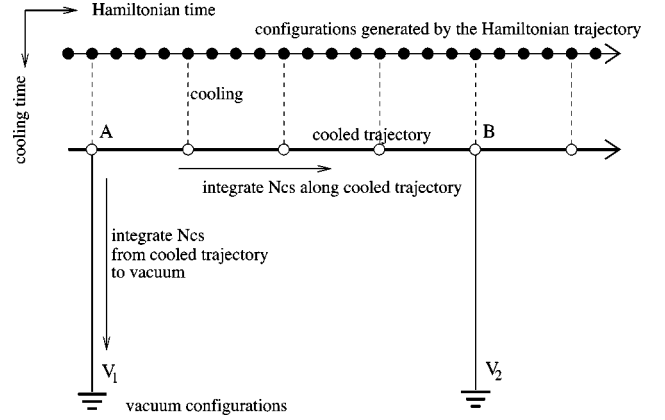 Hamiltonian time
configurations generated by the Hamiltonian trajectory
cooling time
cooling
A
cooled trajectory
B
integrate Ncs along cooled trajectory
integrate Ncs
from cooled trajectory
to vacuum
V1
V2
vacuum configurations